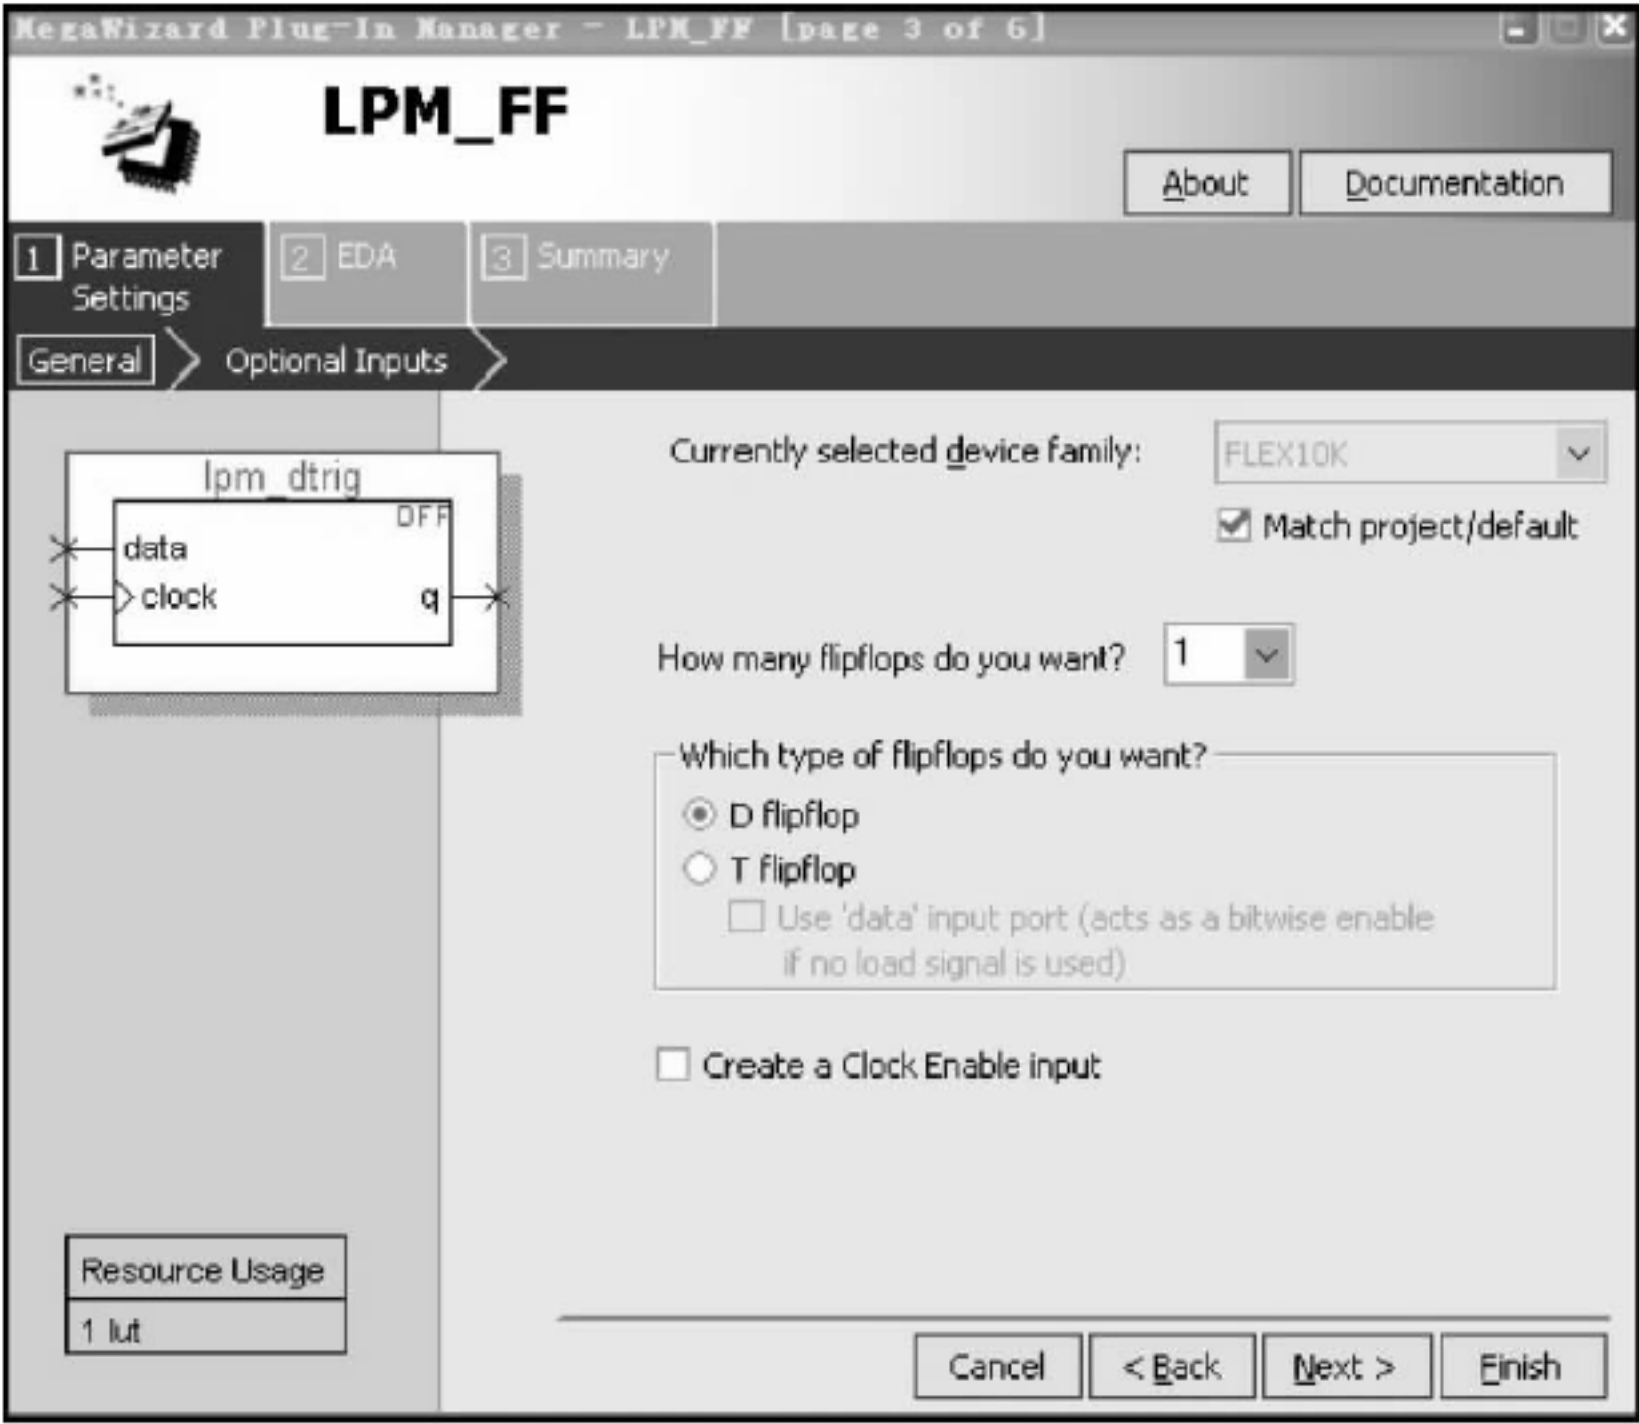 MegaWizard Plug-In Manager - LPM_FF [page 3 of 6]
LPM_FF
About
Documentation
1 Parameter Settings
2 EDA
3 Summary
General
Optional Inputs
lpm_dtrig
DFF
data
clock
q
Currently selected device family:
FLEX10K
Match project/default
How many flipflops do you want?
1
Which type of flipflops do you want?
D flipflop
T flipflop
Use 'data' input port (acts as a bitwise enable
if no load signal is used)
Create a Clock Enable input
Resource Usage
1 lut
Cancel
< Back
Next >
Finish